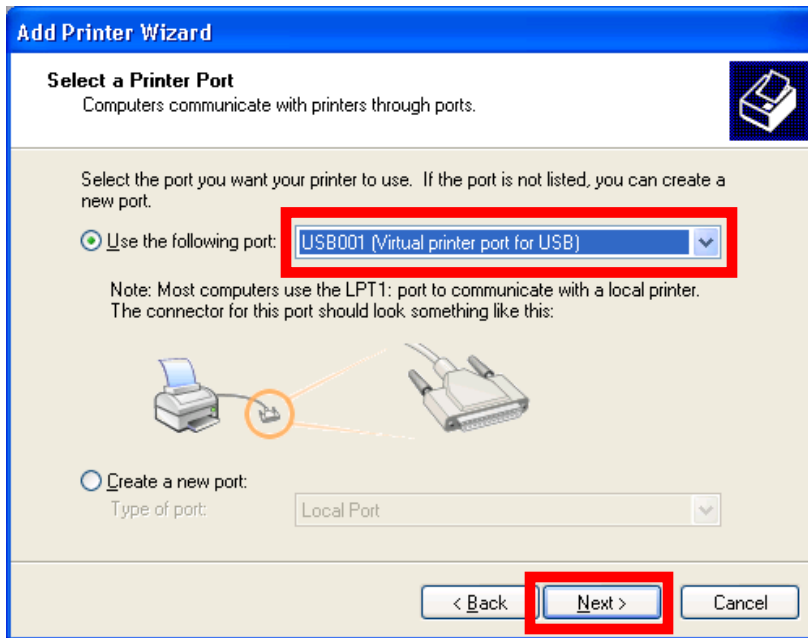 Add Printer Wizard
Select a Printer Port
Computers communicate with printers through ports.
Select the port you want your printer to use. If the port is not listed, you can create a
new port.
Use the following port: USB001 (Virtual printer port for USB)
Note: Most computers use the LPT1: port to communicate with a local printer.
The connector for this port should look something like this:
Create a new port:
Type of port: Local Port
< Back Next > Cancel